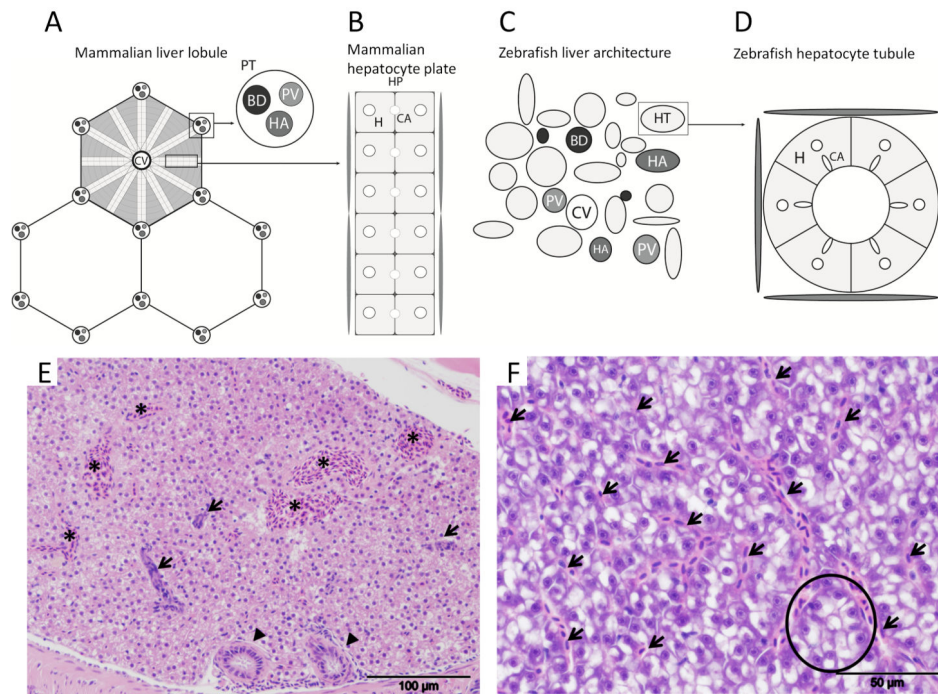 A
Mammalian liver lobule
PT
BD
PV
HA
CV
B
Mammalian
hepatocyte plate
HP
H
CA
C
Zebrafish liver architecture
HT
BD
HA
PV
CV
HA
PV
D
Zebrafish hepatocyte tubule
H
CA
E
*
*
*
*
*
*
100 µm
F
50 µm